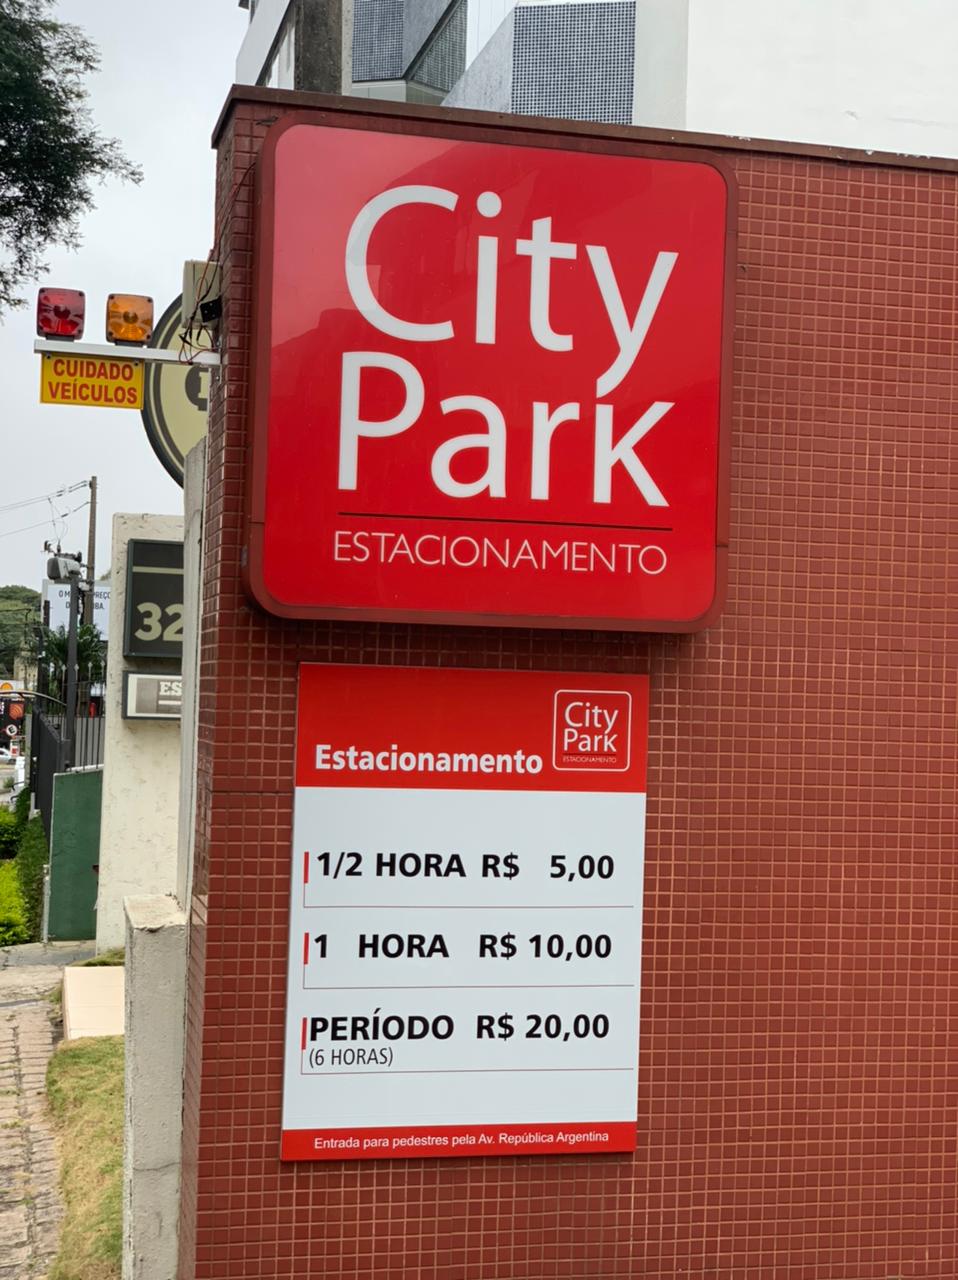 City
Park
ESTACIONAMENTO
CUIDADO
VEÍCULOS
32
ES
Estacionamento
City
Park
ESTACIONAMENTO
1/2 HORA R$ 5,00
1 HORA R$ 10,00
PERÍODO R$ 20,00
(6 HORAS)
Entrada para pedestres pela Av. República Argentina